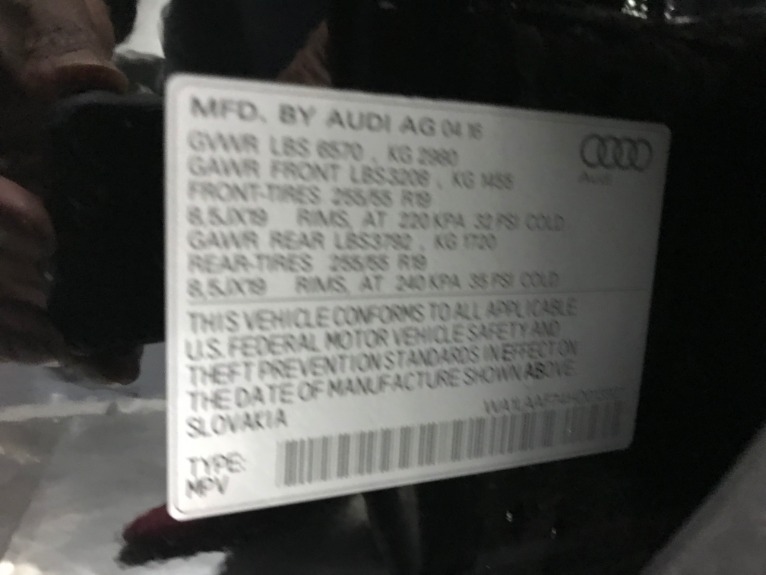 MFD. BY AUDI AG 04 16
GVWR LBS 6570 , KG 2980
GAWR FRONT LBS3208 , KG 1455
FRONT-TIRES 255/55 R19
8,5JX19 RIMS, AT 220 KPA 32 PSI COLD
GAWR REAR LBS3792 , KG 1720
REAR-TIRES 255/55 R19
8,5JX19 RIMS, AT 240 KPA 35 PSI COLD
Audi
THIS VEHICLE CONFORMS TO ALL APPLICABLE
U.S. FEDERAL MOTOR VEHICLE SAFETY AND
THEFT PREVENTION STANDARDS IN EFFECT ON
THE DATE OF MANUFACTURE SHOWN ABOVE
SLOVAKIA
TYPE:
MPV